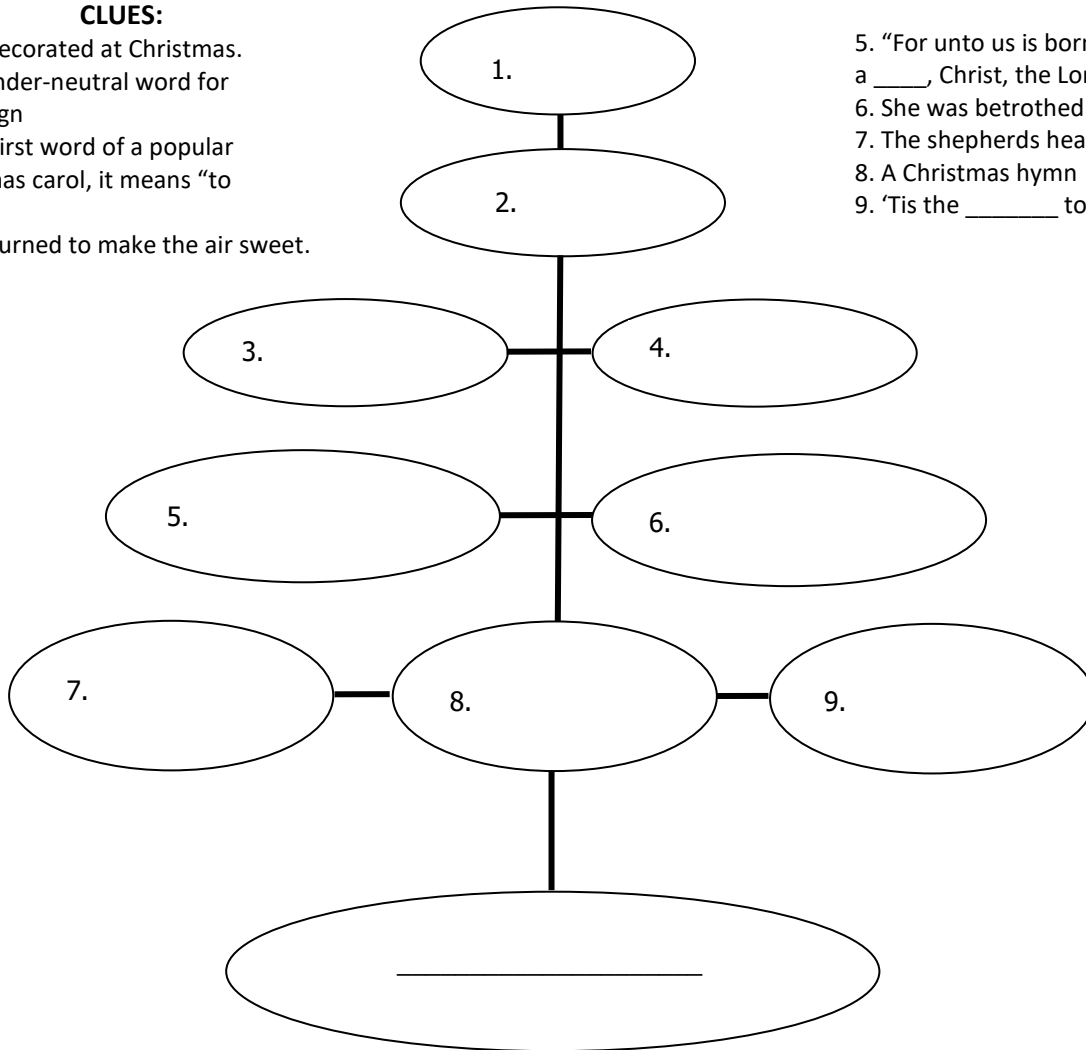 CLUES:
ecorated at Christmas.
nder-neutral word for
gn
irst word of a popular
nas carol, it means “to
urned to make the air sweet.
5. “For unto us is born
a ____, Christ, the Lor
6. She was betrothed
7. The shepherds hea
8. A Christmas hymn
9. ‘Tis the _______ to
1.
2.
3.
4.
5.
6.
7.
8.
9.
_______________________